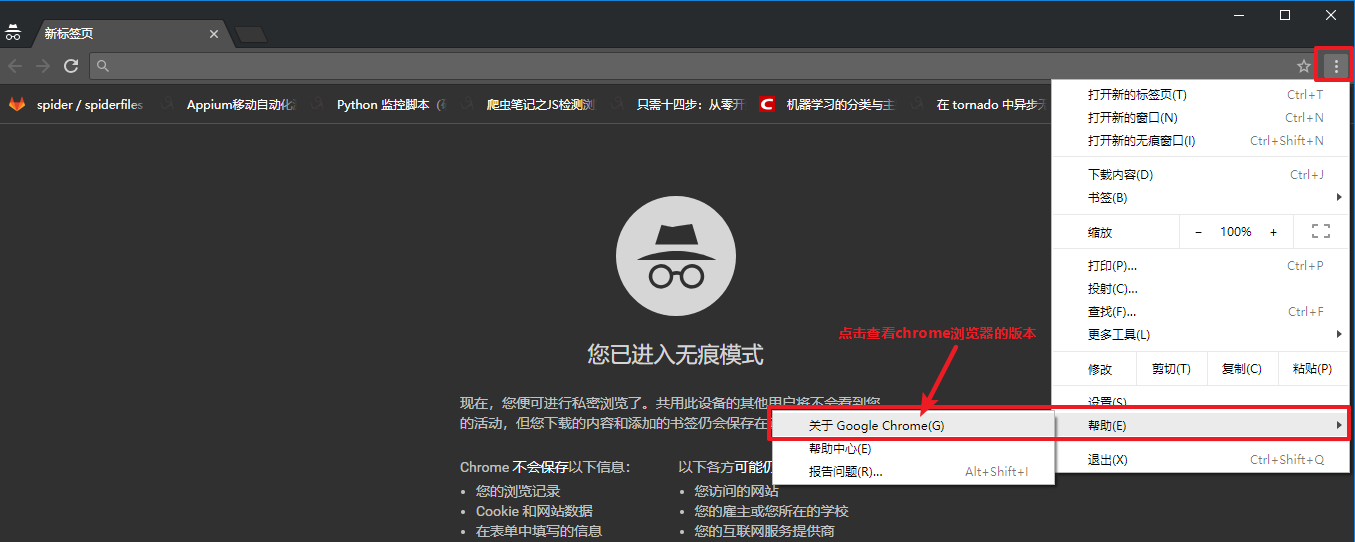 新标签页
spider / spiderfiles
Appium移动自动化
Python 监控脚本（
爬虫笔记之JS检测浏
只需十四步：从零开
机器学习的分类与主
在 tornado 中异步无
打开新的标签页(T) Ctrl+T
打开新的窗口(N) Ctrl+N
打开新的无痕窗口(I) Ctrl+Shift+N
下载内容(D) Ctrl+J
书签(B)
缩放 - 100% +
打印(P)... Ctrl+P
投射(C)...
查找(F)... Ctrl+F
更多工具(L)
修改 剪切(T) 复制(C) 粘贴(P)
设置(S)
帮助(E)
退出(X) Ctrl+Shift+Q
点击查看chrome浏览器的版本
关于 Google Chrome(G)
帮助中心(E)
报告问题(R)... Alt+Shift+I
您已进入无痕模式
现在，您便可进行私密浏览了。共用此设备的其他用户将不会看到您
的活动，但您下载的内容和添加的书签仍会保存在
Chrome 不会保存以下信息：
您的浏览记录
Cookie 和网站数据
在表单中填写的信息
以下各方可能仍
您访问的网站
您的雇主或您所在的学校
您的互联网服务提供商